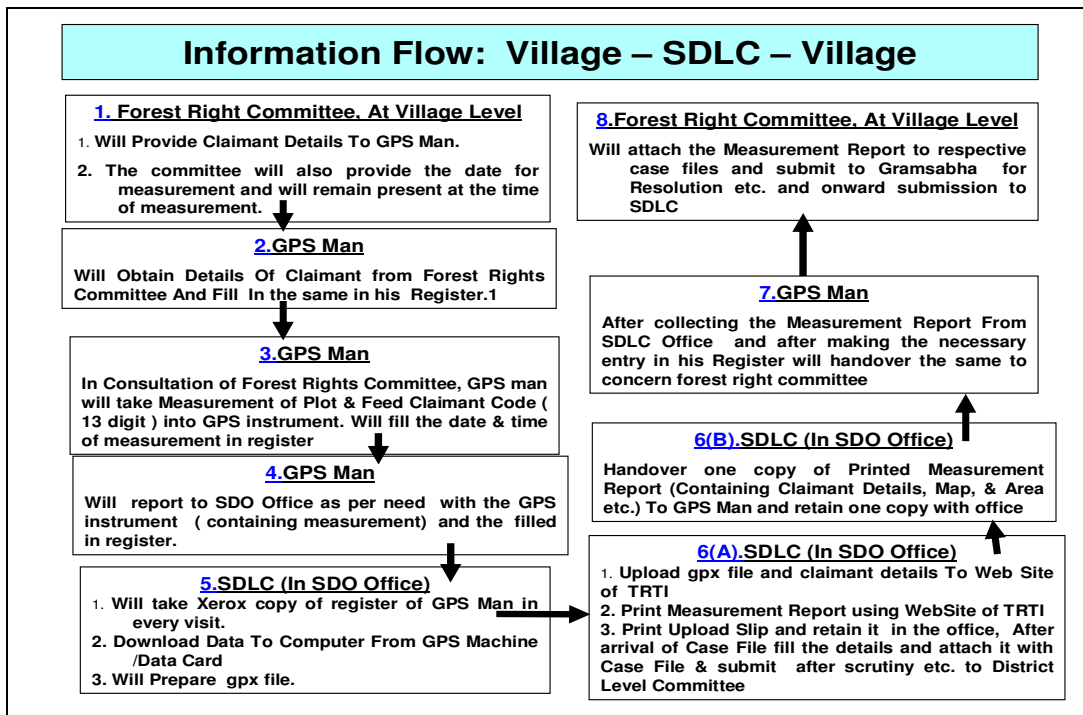 Information Flow: Village – SDLC – Village
1. Forest Right Committee, At Village Level
1. Will Provide Claimant Details To GPS Man.
2. The committee will also provide the date for
measurement and will remain present at the time
of measurement.
2.GPS Man
Will Obtain Details Of Claimant from Forest Rights
Committee And Fill In the same in his Register.1
3.GPS Man
In Consultation of Forest Rights Committee, GPS man
will take Measurement of Plot & Feed Claimant Code (
13 digit ) into GPS instrument. Will fill the date & time
of measurement in register
4.GPS Man
Will report to SDO Office as per need with the GPS
instrument ( containing measurement) and the filled
in register.
5.SDLC (In SDO Office)
1. Will take Xerox copy of register of GPS Man in
every visit.
2. Download Data To Computer From GPS Machine
/Data Card
3. Will Prepare gpx file.
6(A).SDLC (In SDO Office)
1. Upload gpx file and claimant details To Web Site
of TRTI
2. Print Measurement Report using WebSite of TRTI
3. Print Upload Slip and retain it in the office, After
arrival of Case File fill the details and attach it with
Case File & submit after scrutiny etc. to District
Level Committee
6(B).SDLC (In SDO Office)
Handover one copy of Printed Measurement
Report (Containing Claimant Details, Map, & Area
etc.) To GPS Man and retain one copy with office
7.GPS Man
After collecting the Measurement Report From
SDLC Office and after making the necessary
entry in his Register will handover the same to
concern forest right committee
8.Forest Right Committee, At Village Level
Will attach the Measurement Report to respective
case files and submit to Gramsabha for
Resolution etc. and onward submission to
SDLC